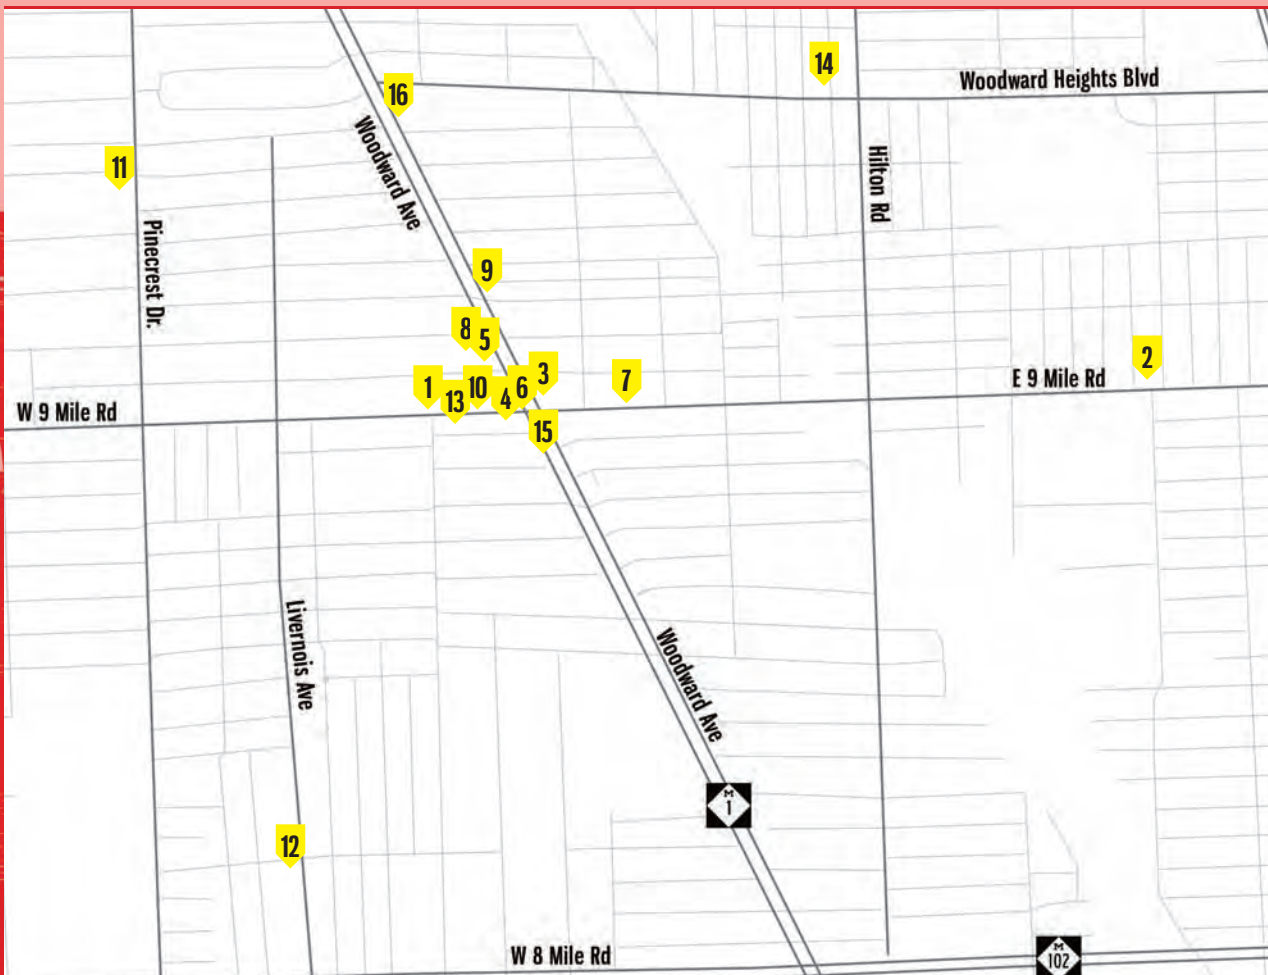 14
Woodward Heights Blvd
16
Woodward Ave
11
Hilton Rd
Pinecrest Dr.
9
8
5
2
3
7
E 9 Mile Rd
1
10
6
13
4
W 9 Mile Rd
15
Livernois Ave
Woodward Ave
M
1
12
W 8 Mile Rd
M
102